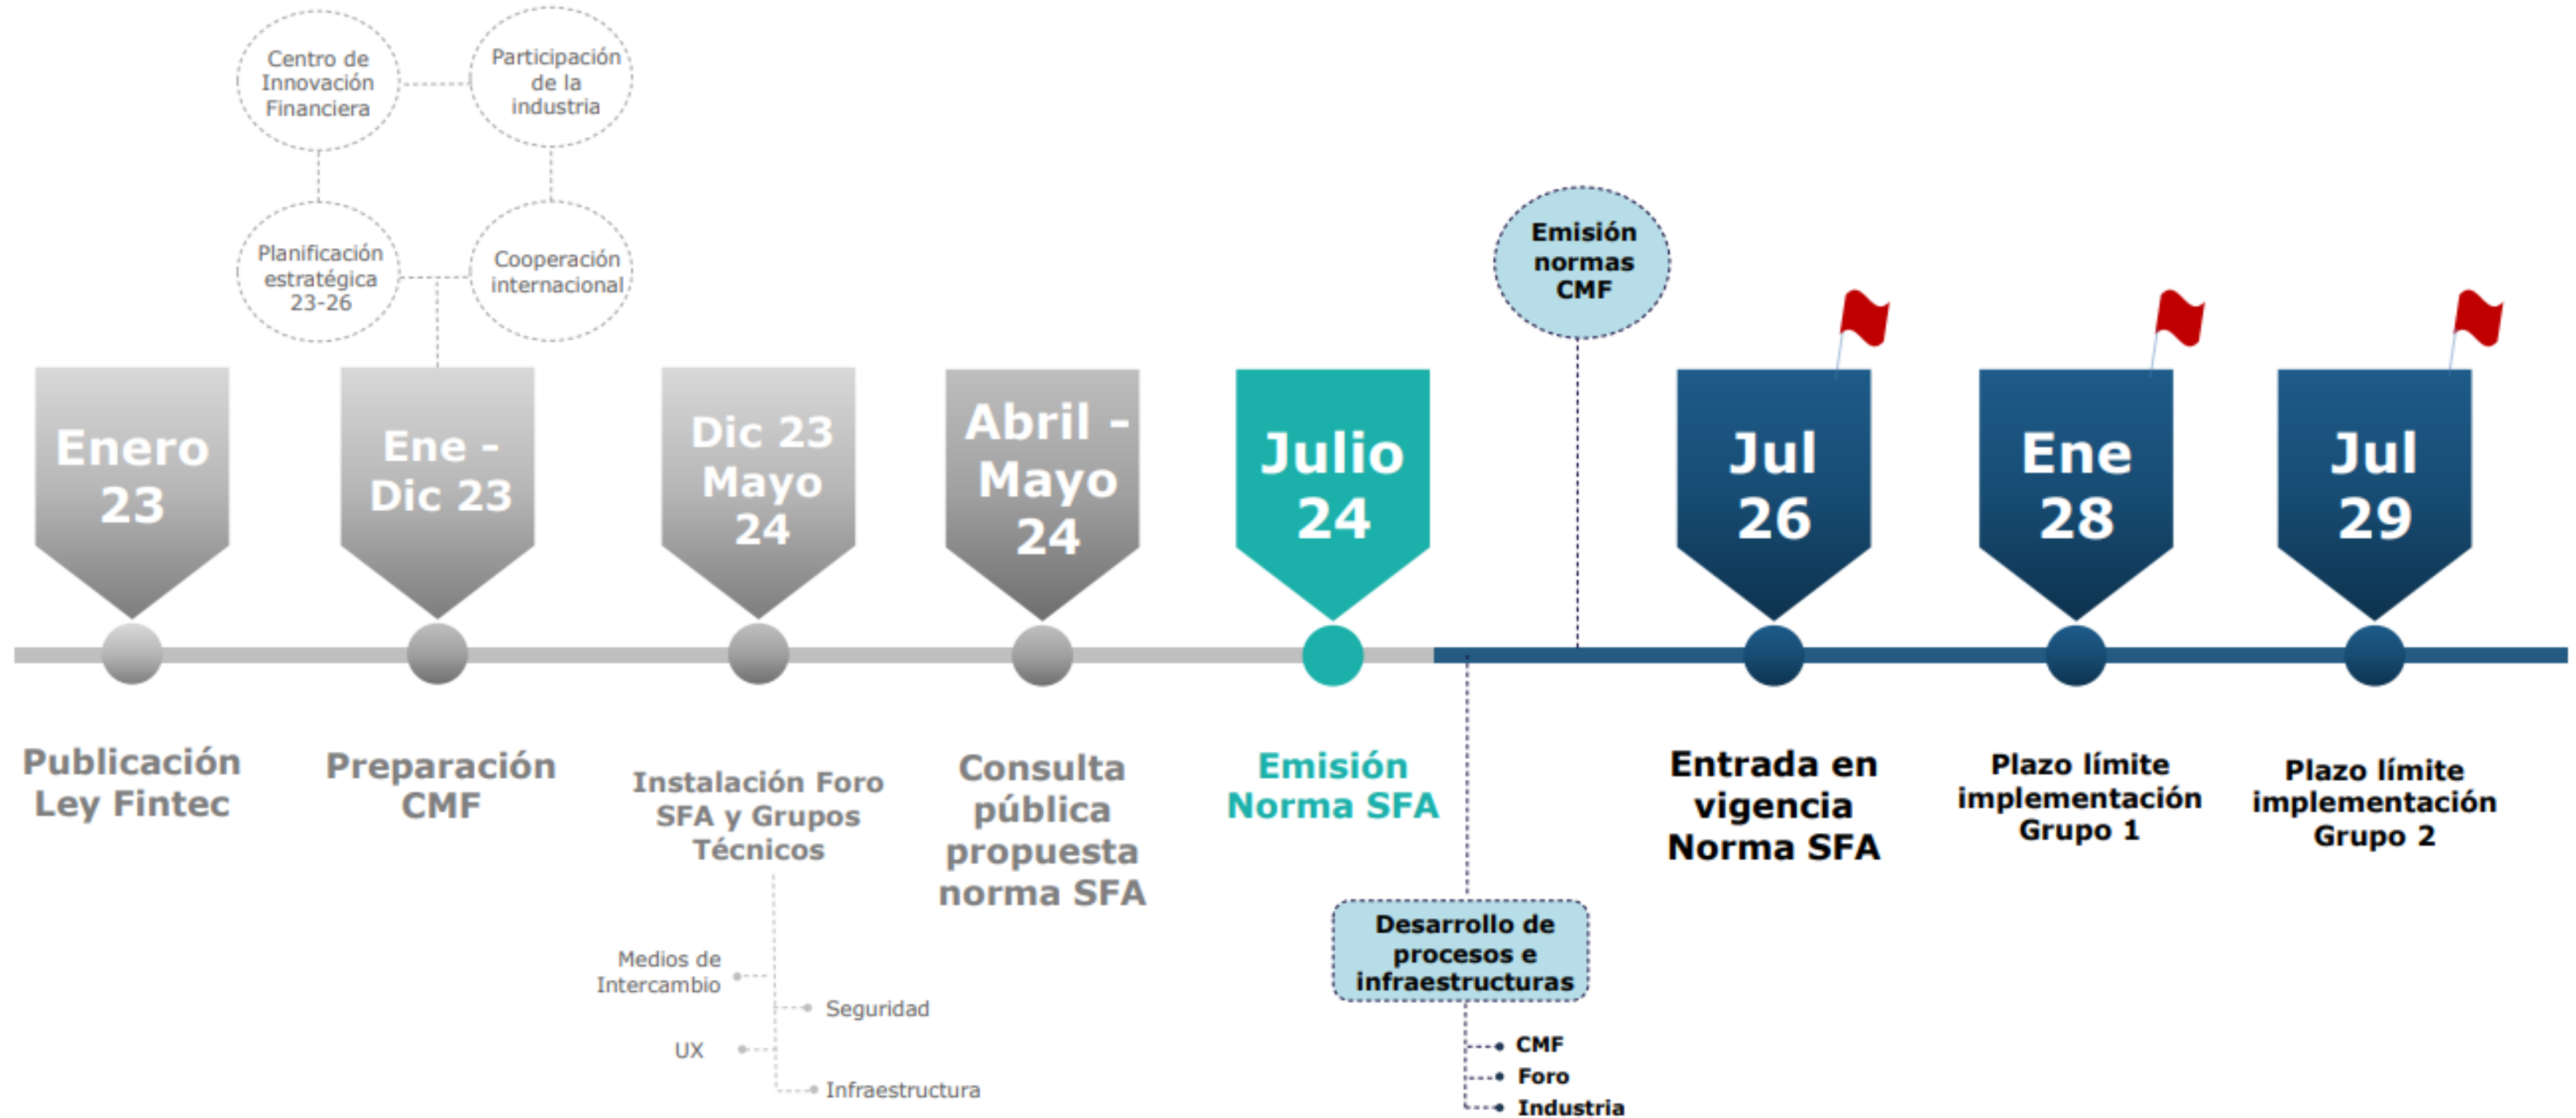 Centro de
Innovación
Financiera
Participación
de la
industria
Planificación
estratégica
23-26
Cooperación
internacional
Emisión
normas
CMF
Enero
23
Ene -
Dic 23
Dic 23
Mayo
24
Abril -
Mayo
24
Julio
24
Jul
26
Ene
28
Jul
29
Publicación
Ley Fintec
Preparación
CMF
Instalación Foro
SFA y Grupos
Técnicos
Consulta
pública
propuesta
norma SFA
Emisión
Norma SFA
Entrada en
vigencia
Norma SFA
Plazo límite
implementación
Grupo 1
Plazo límite
implementación
Grupo 2
Medios de
Intercambio
Seguridad
UX
Infraestructura
Desarrollo de
procesos e
infraestructuras
CMF
Foro
Industria